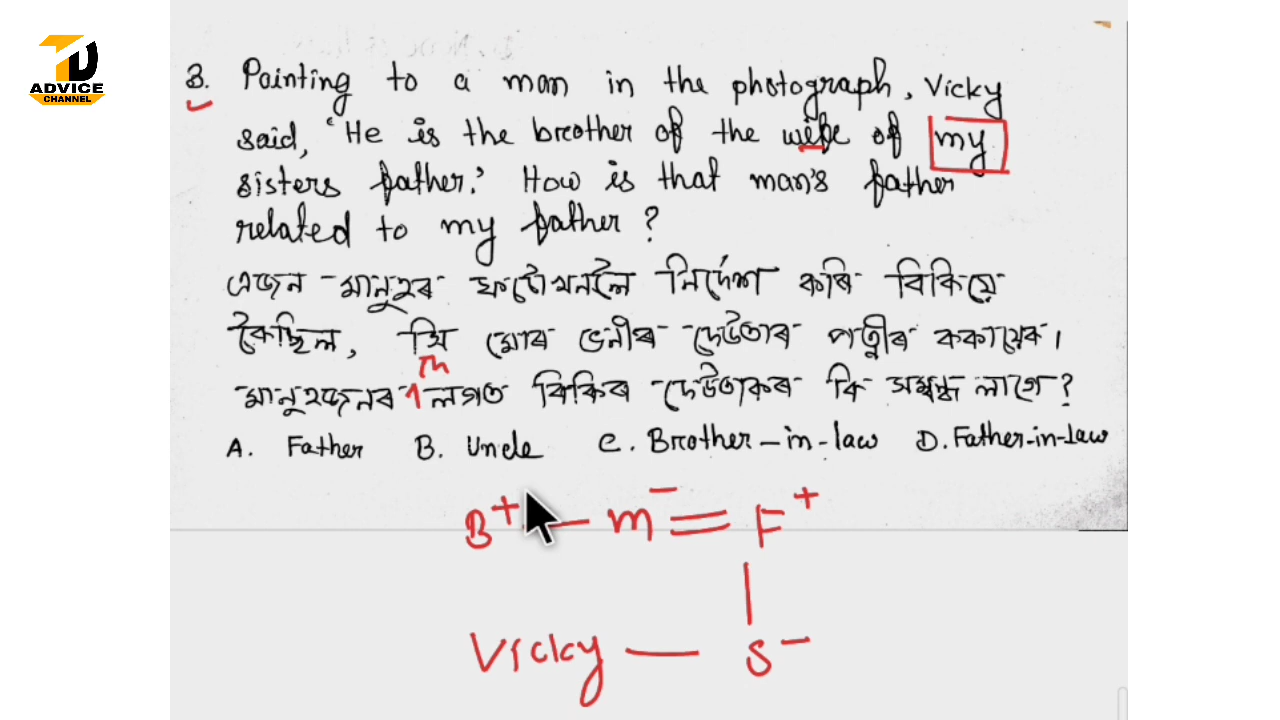 TD
ADVICE
CHANNEL
3. Pointing to a man in the photograph, Vicky
said, 'He is the brother of the wife of my
sisters father.' How is that man's father
related to my father?
এজন মানুহৰ ফটোখনলৈ নিৰ্দেশ কৰি বিকিয়ে
কৈছিল, সি মোৰ ভনীৰ দেউতাৰ পত্নীৰ ককায়েক।
মানুহজনৰ লগত বিকিৰ দেউতাকৰ কি সম্বন্ধ লাগে?
A. Father B. Uncle C. Brother-in-law D. Father-in-law
B+ — m− = F+
Vicky — S−